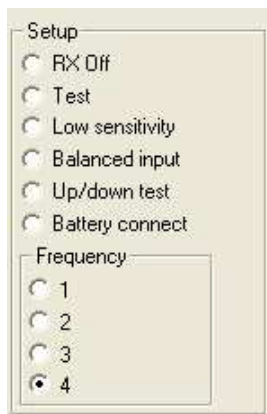 Setup
RX Off
Test
Low sensitivity
Balanced input
Up/down test
Battery connect
Frequency
1
2
3
4